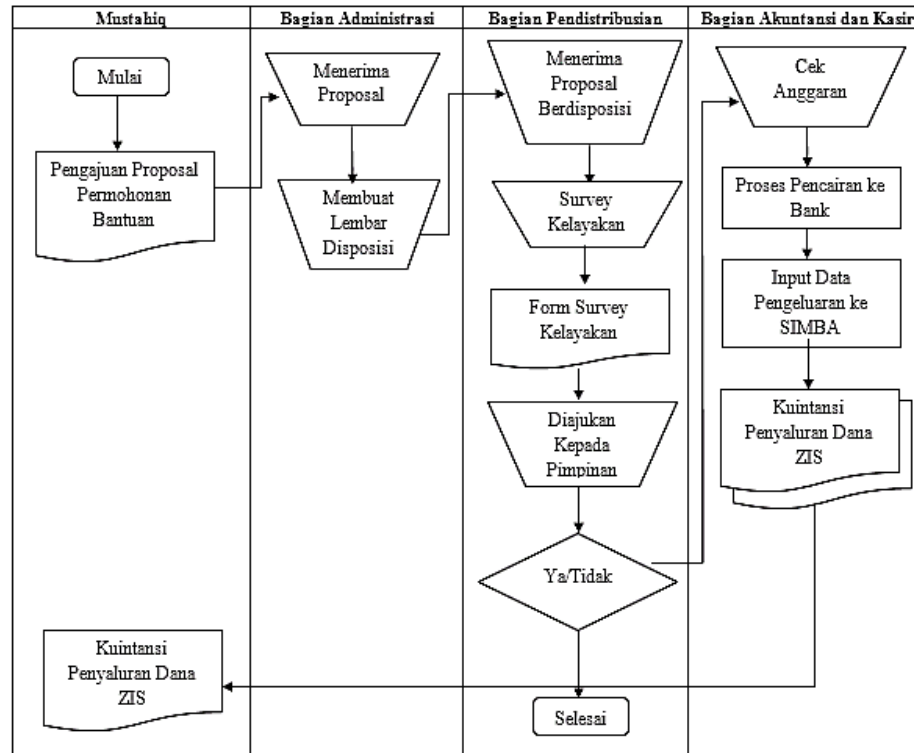 Mustahiq
Bagian Administrasi
Bagian Pendistribusian
Bagian Akuntansi dan Kasir
Mulai
Pengajuan Proposal
Permohonan
Bantuan
Kuintansi
Penyaluran Dana
ZIS
Menerima
Proposal
Membuat
Lembar
Disposisi
Menerima
Proposal
Berdisposisi
Survey
Kelayakan
Form Survey
Kelayakan
Diajukan
Kepada
Pimpinan
Ya/Tidak
Selesai
Cek
Anggaran
Proses Pencairan ke
Bank
Input Data
Pengeluaran ke
SIMBA
Kuintansi
Penyaluran Dana
ZIS